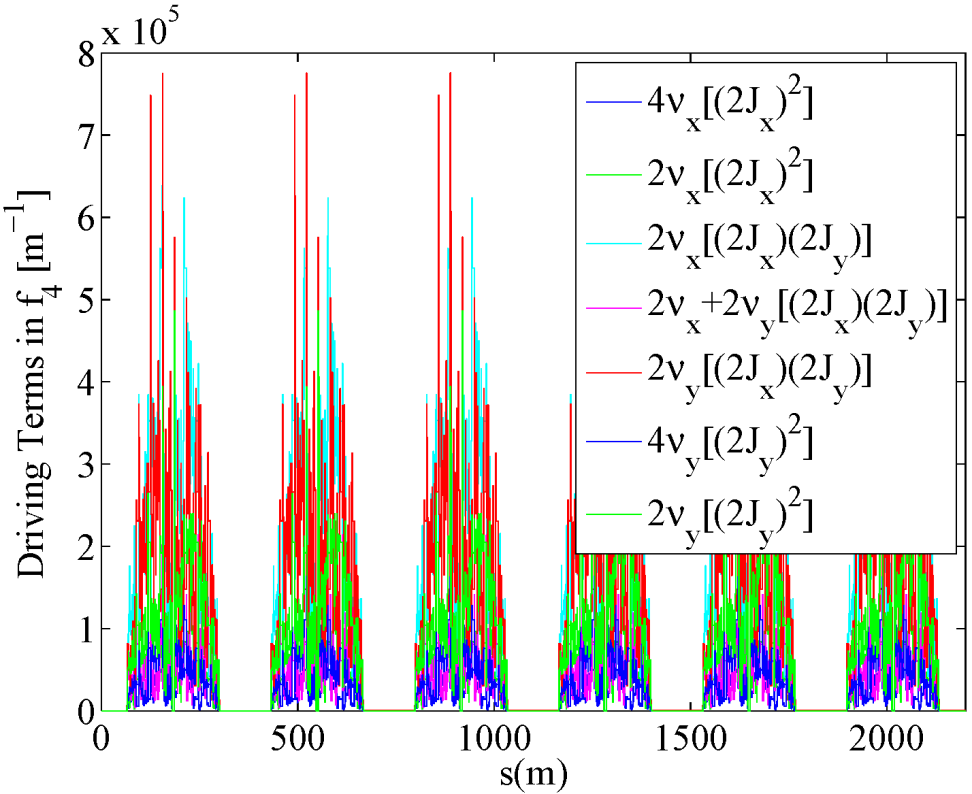 x 10^5
8
7
6
5
4
3
2
1
0
Driving Terms in f_4 [m^{-1}]
0 500 1000 1500 2000
s(m)
4ν_x[(2J_x)^2]
2ν_x[(2J_x)^2]
2ν_x[(2J_x)(2J_y)]
2ν_x+2ν_y[(2J_x)(2J_y)]
2ν_y[(2J_x)(2J_y)]
4ν_y[(2J_y)^2]
2ν_y[(2J_y)^2]